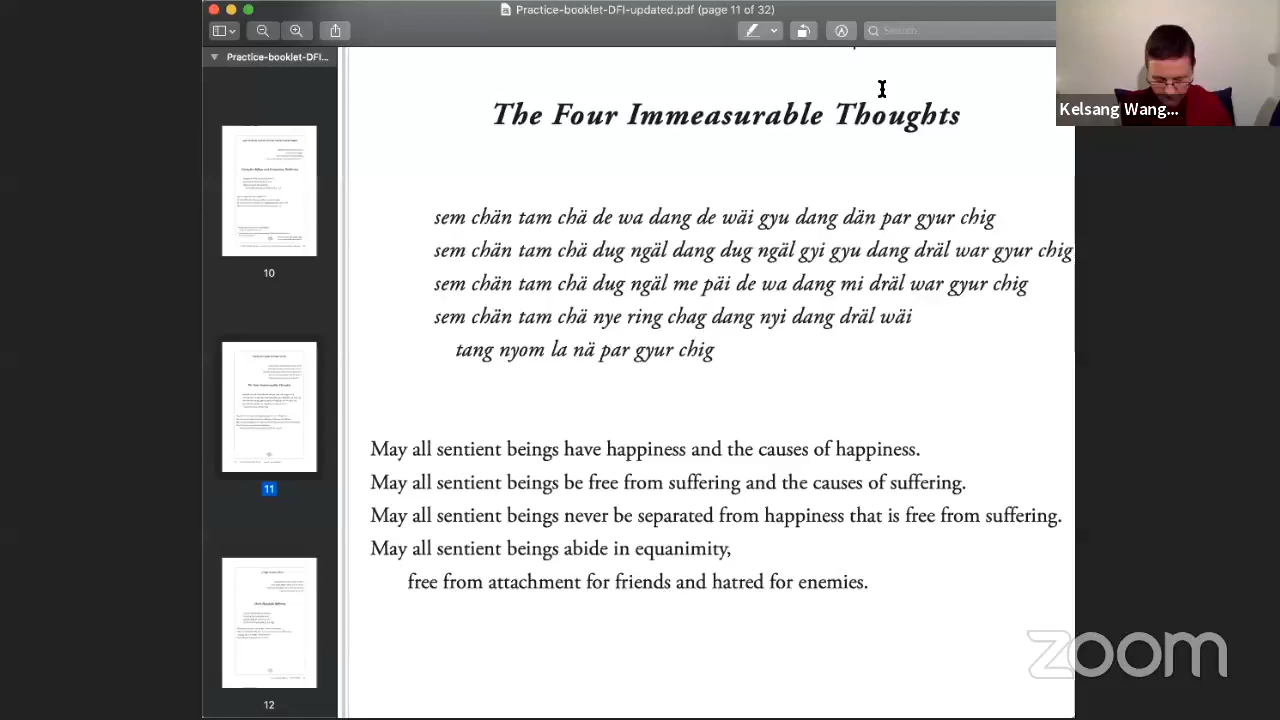 Practice-booklet-DFI-updated.pdf (page 11 of 32)
Search
Practice-booklet-DFI...
Kelsang Wang...
The Four Immeasurable Thoughts
sem chän tam chä de wa dang de wäi gyu dang dän par gyur chig
sem chän tam chä dug ngäl dang dug ngäl gyi gyu dang dräl war gyur chig
sem chän tam chä dug ngäl me päi de wa dang mi dräl war gyur chig
sem chän tam chä nye ring chag dang nyi dang dräl wäi
tang nyom la nä par gyur chig
May all sentient beings have happiness and the causes of happiness.
May all sentient beings be free from suffering and the causes of suffering.
May all sentient beings never be separated from happiness that is free from suffering.
May all sentient beings abide in equanimity,
free from attachment for friends and hatred for enemies.
10
11
12
zoom